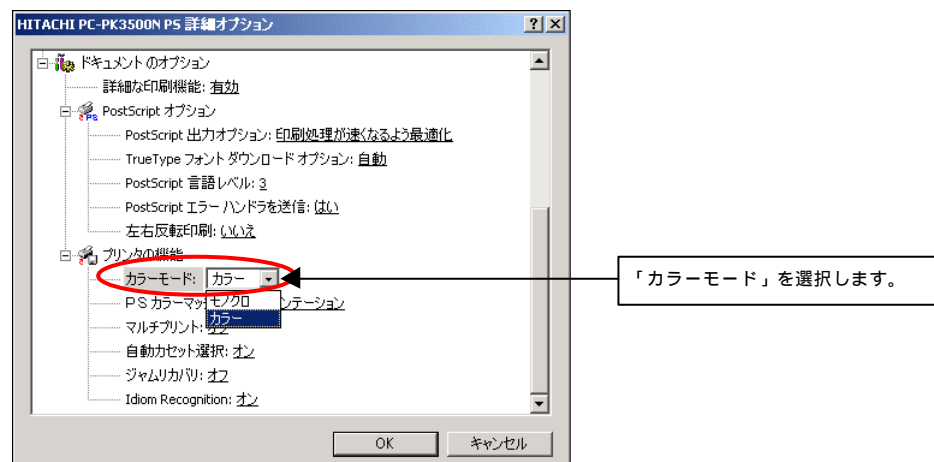 HITACHI PC-PK3500N PS 詳細オプション
ドキュメントのオプション
詳細な印刷機能: 有効
PostScript オプション
PostScript 出力オプション: 印刷処理が速くなるよう最適化
TrueType フォント ダウンロード オプション: 自動
PostScript 言語レベル: 3
PostScript エラー ハンドラを送信: はい
左右反転印刷: いいえ
プリンタの機能
カラーモード: カラー
「カラーモード」を選択します。
モノクロ
カラー
PS カラーマッ ンテーション
マルチプリント:
自動カセット選択: オン
ジャムリカバリ: オフ
Idiom Recognition: オン
OK キャンセル